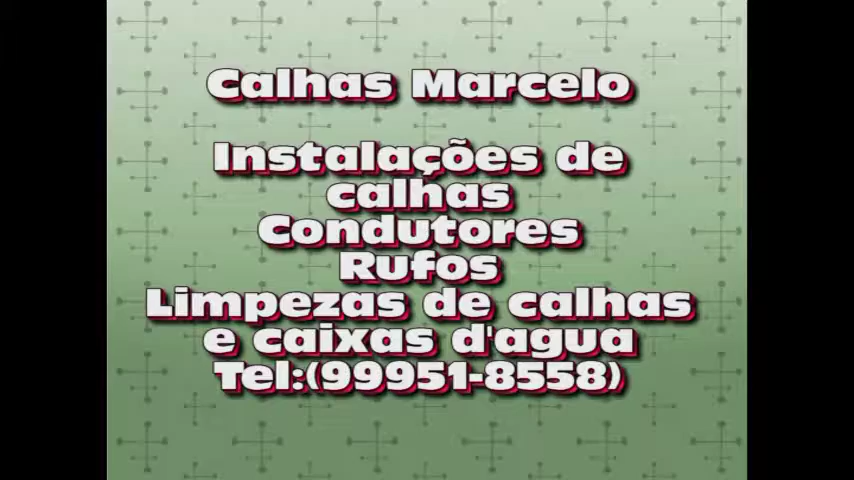 Calhas Marcelo
Instalações de
calhas
Condutores
Rufos
Limpezas de calhas
e caixas d'agua
Tel:(99951-8558)